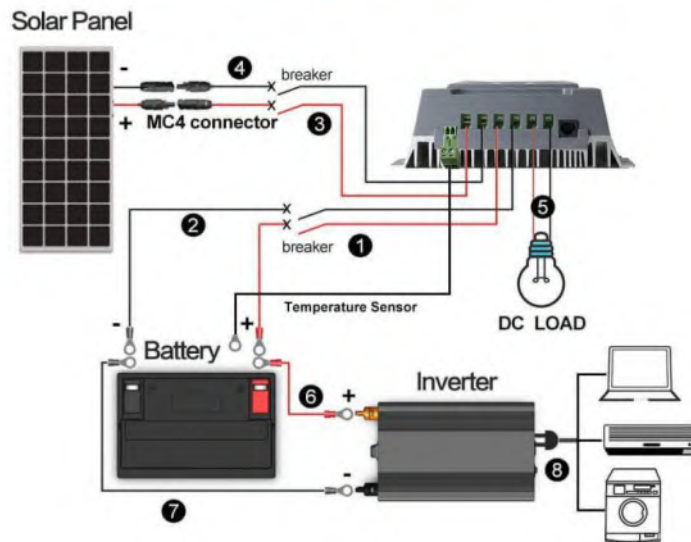 Solar Panel
-
4
breaker
+
MC4 connector
3
2
breaker
1
5
Temperature Sensor
DC LOAD
-
+
Battery
Inverter
6
+
8
-
7